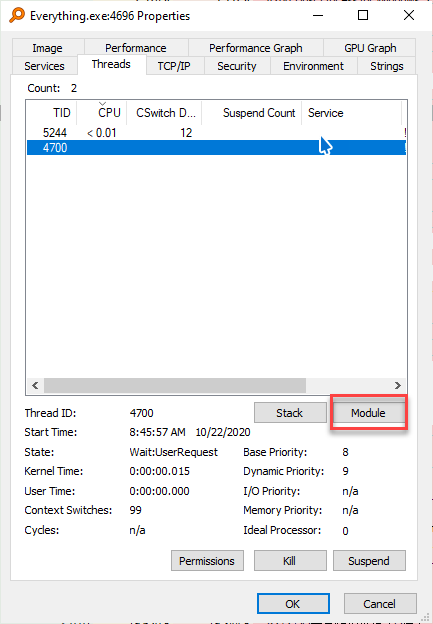 Everything.exe:4696 Properties
Image Performance Performance Graph GPU Graph
Services Threads TCP/IP Security Environment Strings
Count: 2
TID CPU CSwitch D... Suspend Count Service
5244 < 0.01 12 !
4700 !
Thread ID: 4700 Stack Module
Start Time: 8:45:57 AM 10/22/2020
State: Wait:UserRequest Base Priority: 8
Kernel Time: 0:00:00.015 Dynamic Priority: 9
User Time: 0:00:00.000 I/O Priority: n/a
Context Switches: 99 Memory Priority: n/a
Cycles: n/a Ideal Processor: 0
Permissions Kill Suspend
OK Cancel